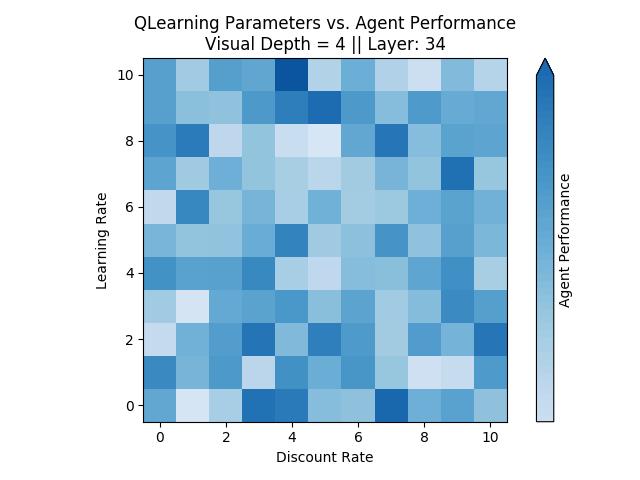 QLearning Parameters vs. Agent Performance
Visual Depth = 4 || Layer: 34
10
8
6
4
2
0
Learning Rate
0 2 4 6 8 10
Discount Rate
Agent Performance